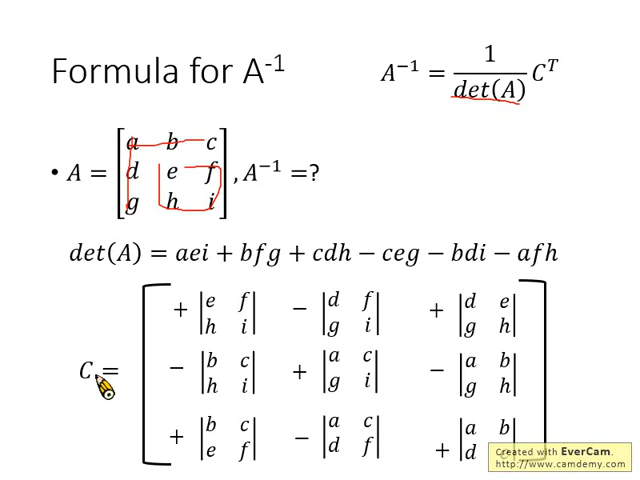 Formula for A⁻¹
A⁻¹ = 1/det(A) Cᵀ
• A = [a b c
d e f
g h i], A⁻¹ =?
det(A) = aei + bfg + cdh − ceg − bdi − afh
C = [+ |e f; h i| − |d f; g i| + |d e; g h|
− |b c; h i| + |a c; g i| − |a b; g h|
+ |b c; e f| − |a c; d f| + |a b; d
Created with EverCam.
http://www.camdemy.com